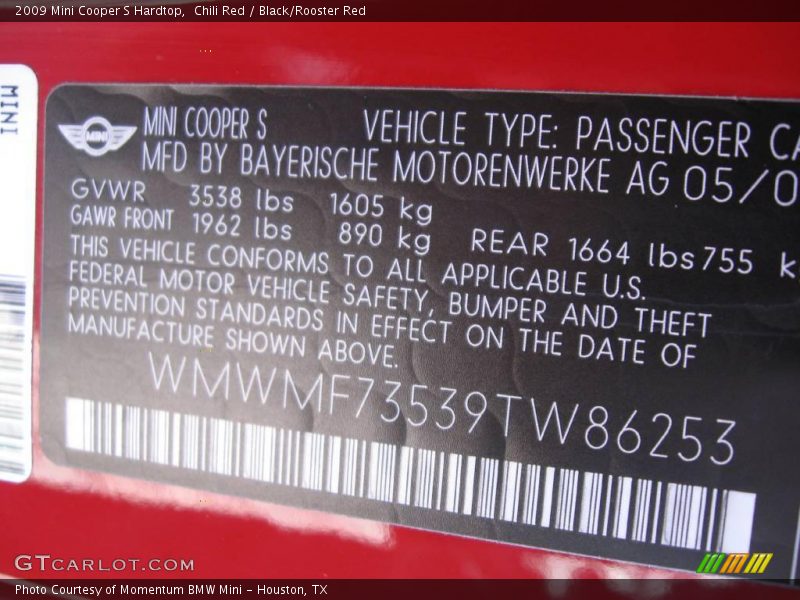 2009 Mini Cooper S Hardtop,  Chili Red / Black/Rooster Red
MINI
MINI
MINI COOPER S VEHICLE TYPE: PASSENGER
MFD BY BAYERISCHE MOTORENWERKE AG 05/0
GVWR 3538 lbs 1605 kg
GAWR FRONT 1962 lbs 890 kg REAR 1664 lbs 755 k
THIS VEHICLE CONFORMS TO ALL APPLICABLE U.S.
FEDERAL MOTOR VEHICLE SAFETY, BUMPER AND THEFT
PREVENTION STANDARDS IN EFFECT ON THE DATE OF
MANUFACTURE SHOWN ABOVE.
WMWMF73539TW86253
GTCARLOT.COM
Photo Courtesy of Momentum BMW Mini - Houston, TX